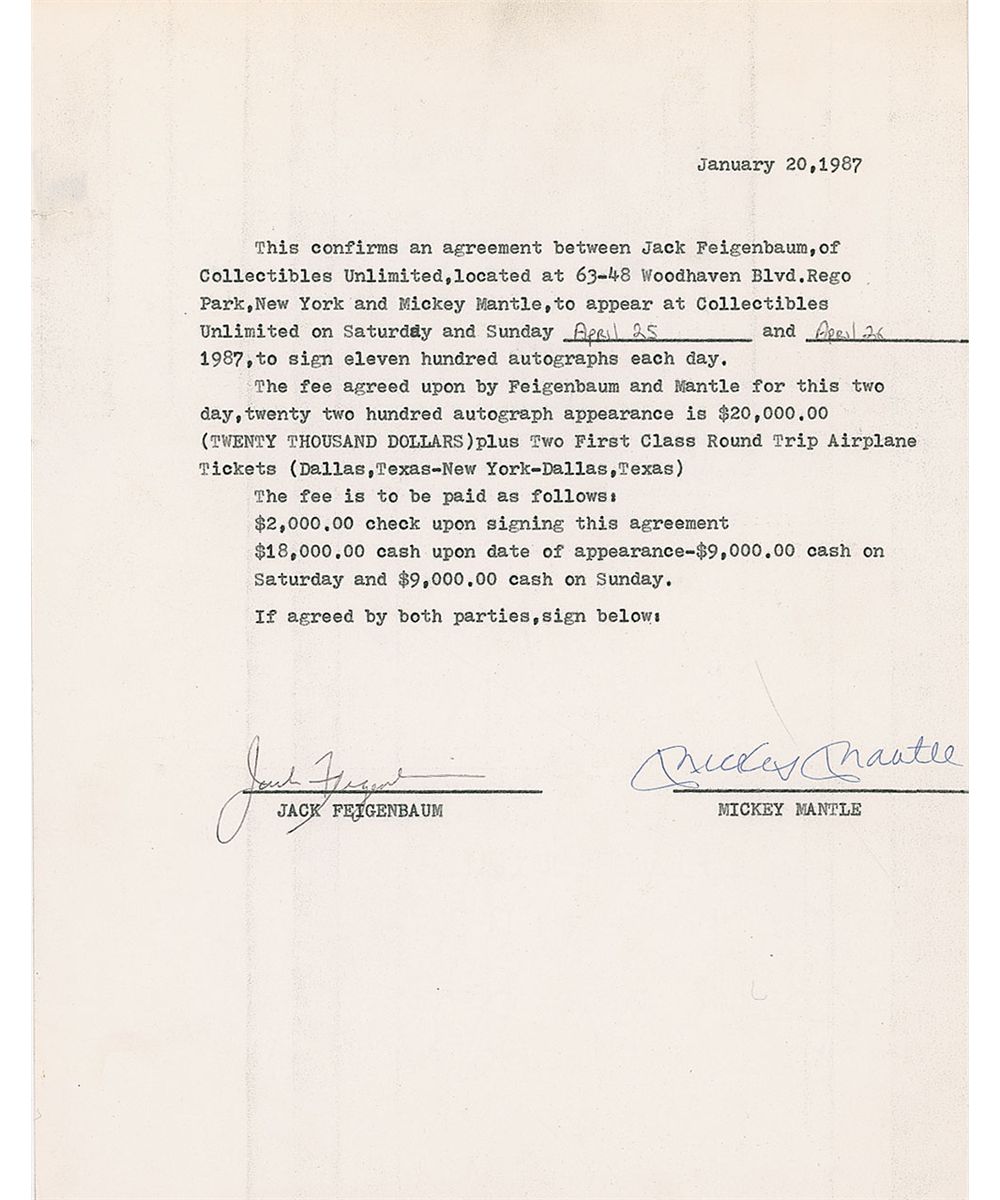 January 20,1987
This confirms an agreement between Jack Feigenbaum,of
Collectibles Unlimited,located at 63-48 Woodhaven Blvd.Rego
Park,New York and Mickey Mantle,to appear at Collectibles
Unlimited on Saturday and Sunday April 25 and April 26
1987,to sign eleven hundred autographs each day.
The fee agreed upon by Feigenbaum and Mantle for this two
day,twenty two hundred autograph appearance is $20,000.00
(TWENTY THOUSAND DOLLARS)plus Two First Class Round Trip Airplane
Tickets (Dallas,Texas-New York-Dallas,Texas)
The fee is to be paid as follows:
$2,000.00 check upon signing this agreement
$18,000.00 cash upon date of appearance-$9,000.00 cash on
Saturday and $9,000.00 cash on Sunday.
If agreed by both parties,sign below:
Jack Feigenbaum Mickey Mantle
JACK FEIGENBAUM MICKEY MANTLE